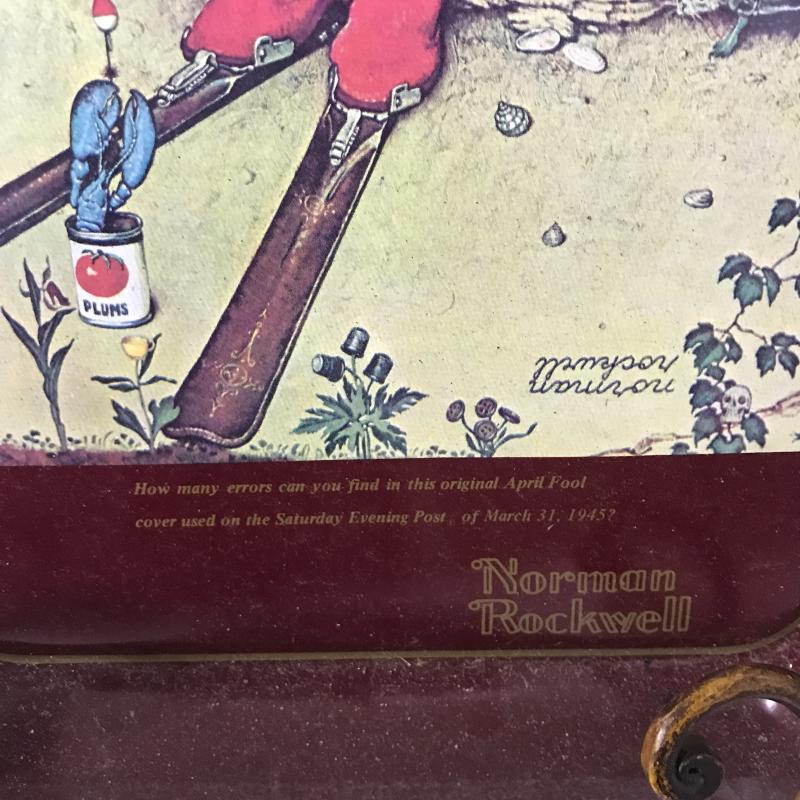 PLUMS
norman
rockwell
How many errors can you find in this original April Fool
cover used on the Saturday Evening Post of March 31, 1945?
Norman
Rockwell